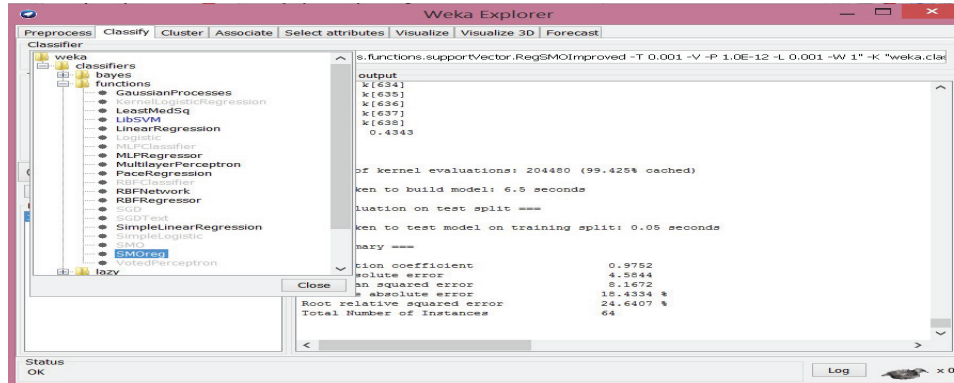 Weka Explorer
Preprocess Classify Cluster Associate Select attributes Visualize Visualize 3D Forecast
Classifier
weka
classifiers
bayes
functions
GaussianProcesses
KernelLogisticRegression
LeastMedSq
LibSVM
LinearRegression
Logistic
MLPClassifier
MLPRegressor
MultilayerPerceptron
PaceRegression
RBFClassifier
RBFNetwork
RBFRegressor
SGD
SGDText
SimpleLinearRegression
SimpleLogistic
SMO
SMOreg
VotedPerceptron
lazy
Close
s.functions.supportVector.RegSMOImproved -T 0.001 -V -P 1.0E-12 -L 0.001 -W 1" -K "weka.clas
output
k[634]
k[635]
k[636]
k[637]
k[638]
0.4343
of kernel evaluations: 204480 (99.425% cached)
ken to build model: 6.5 seconds
luation on test split ===
ken to test model on training split: 0.05 seconds
mary ===
tion coefficient 0.9752
solute error 4.5844
an squared error 8.1672
e absolute error 18.4334 %
Root relative squared error 24.6407 %
Total Number of Instances 64
Status
OK
Log
x 0